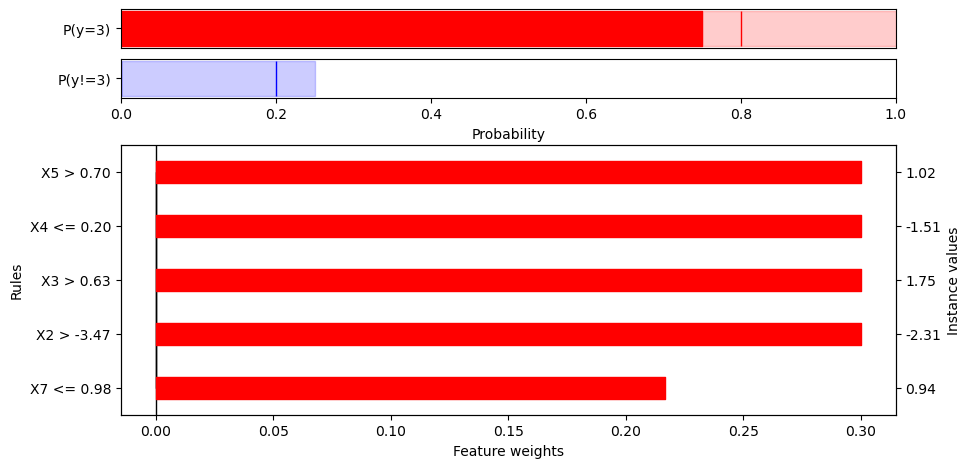 P(y=3)
P(y!=3)
0.0 0.2 0.4 0.6 0.8 1.0
Probability
X5 > 0.70 1.02
X4 <= 0.20 -1.51
X3 > 0.63 1.75
X2 > -3.47 -2.31
X7 <= 0.98 0.94
Rules
Instance values
0.00 0.05 0.10 0.15 0.20 0.25 0.30
Feature weights